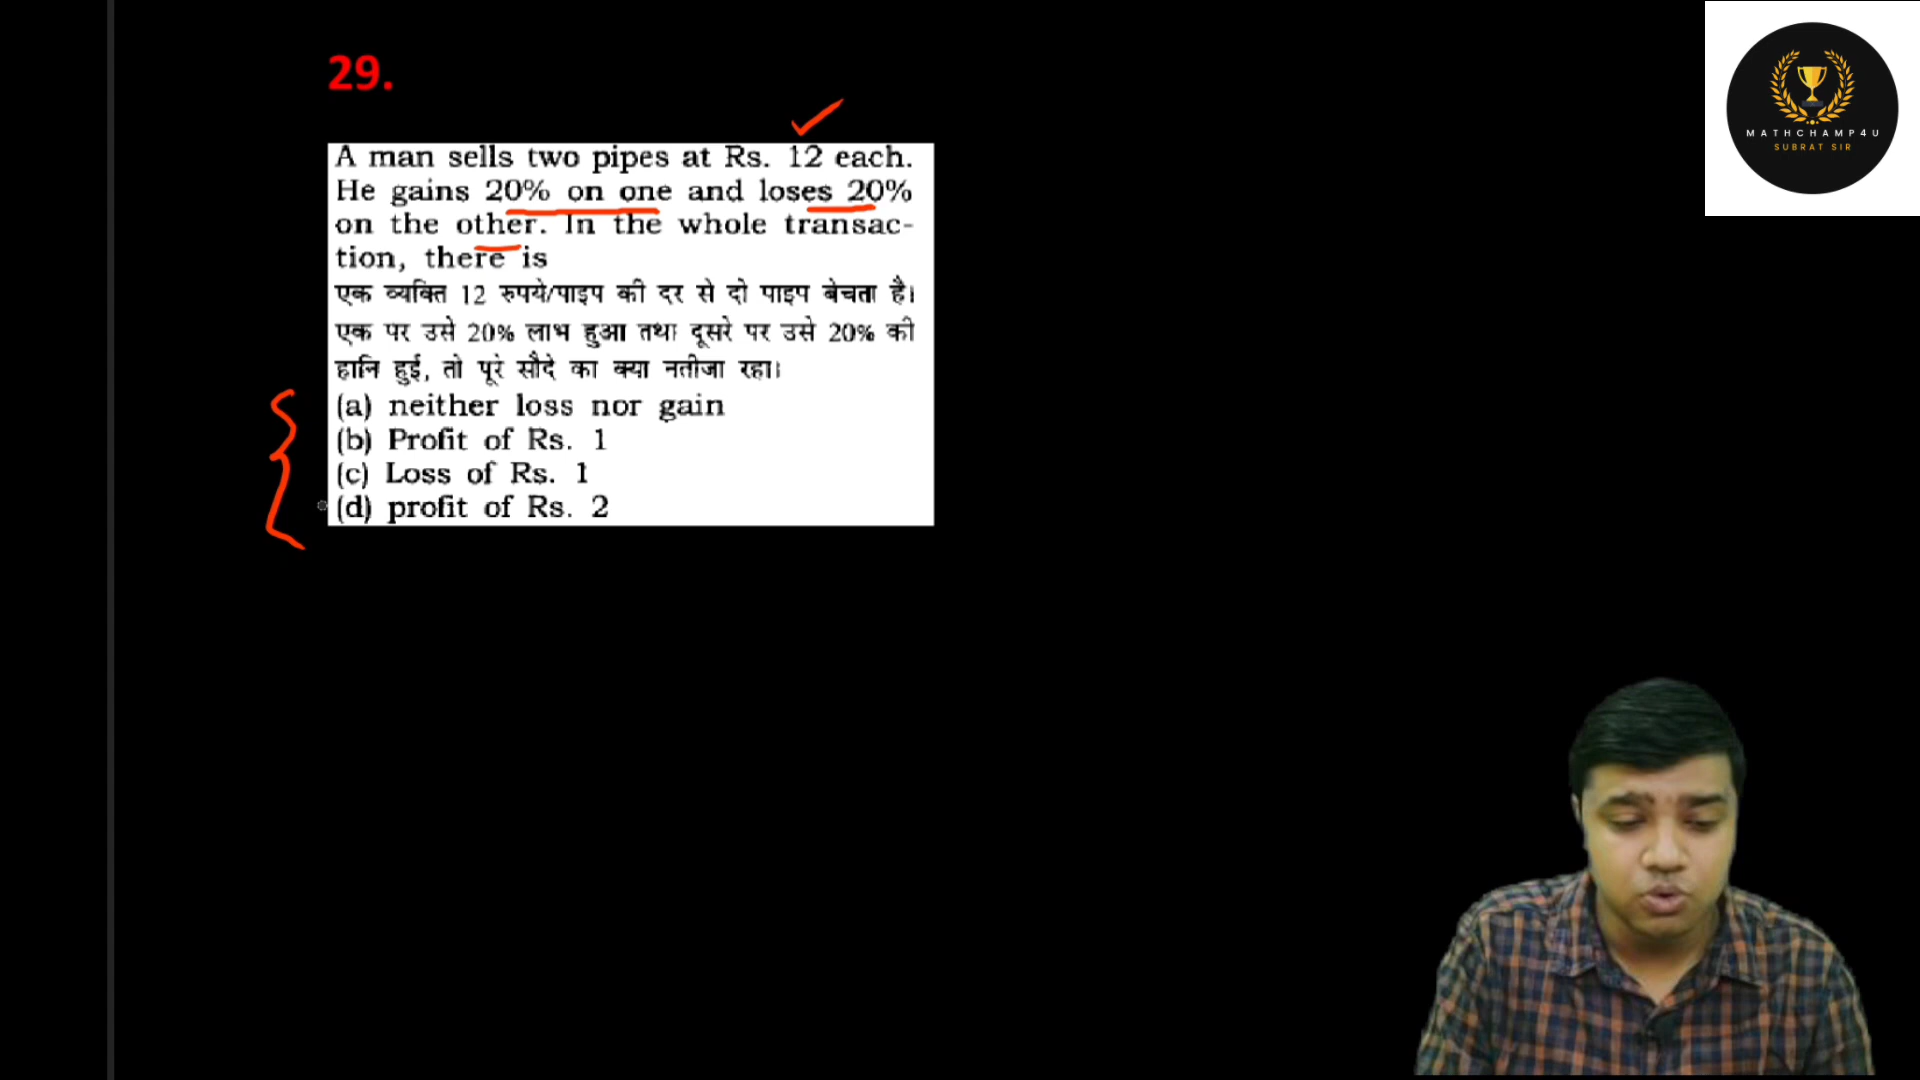 29.
A man sells two pipes at Rs. 12 each.
He gains 20% on one and loses 20%
on the other. In the whole transac-
tion, there is
एक व्यक्ति 12 रुपये/पाइप की दर से दो पाइप बेचता है।
एक पर उसे 20% लाभ हुआ तथा दूसरे पर उसे 20% की
हानि हुई, तो पूरे सौदे का क्या नतीजा रहा।
(a) neither loss nor gain
(b) Profit of Rs. 1
(c) Loss of Rs. 1
(d) profit of Rs. 2
MATHCHAMP4U
SUBRAT SIR